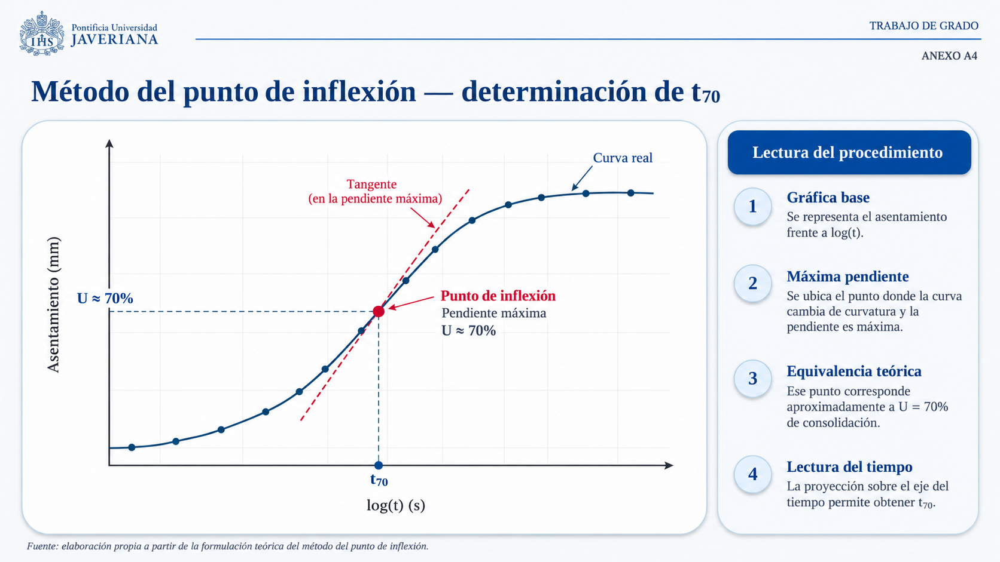 Pontificia Universidad
JAVERIANA
IHS
TRABAJO DE GRADO
ANEXO A4
Método del punto de inflexión — determinación de t₇₀
Curva real
Tangente
(en la pendiente máxima)
Asentamiento (mm)
U ≈ 70%
Punto de inflexión
Pendiente máxima
U ≈ 70%
t₇₀
log(t) (s)
Lectura del procedimiento
1
Gráfica base
Se representa el asentamiento
frente a log(t).
2
Máxima pendiente
Se ubica el punto donde la curva
cambia de curvatura y la
pendiente es máxima.
3
Equivalencia teórica
Ese punto corresponde
aproximadamente a U = 70%
de consolidación.
4
Lectura del tiempo
La proyección sobre el eje del
tiempo permite obtener t₇₀.
Fuente: elaboración propia a partir de la formulación teórica del método del punto de inflexión.